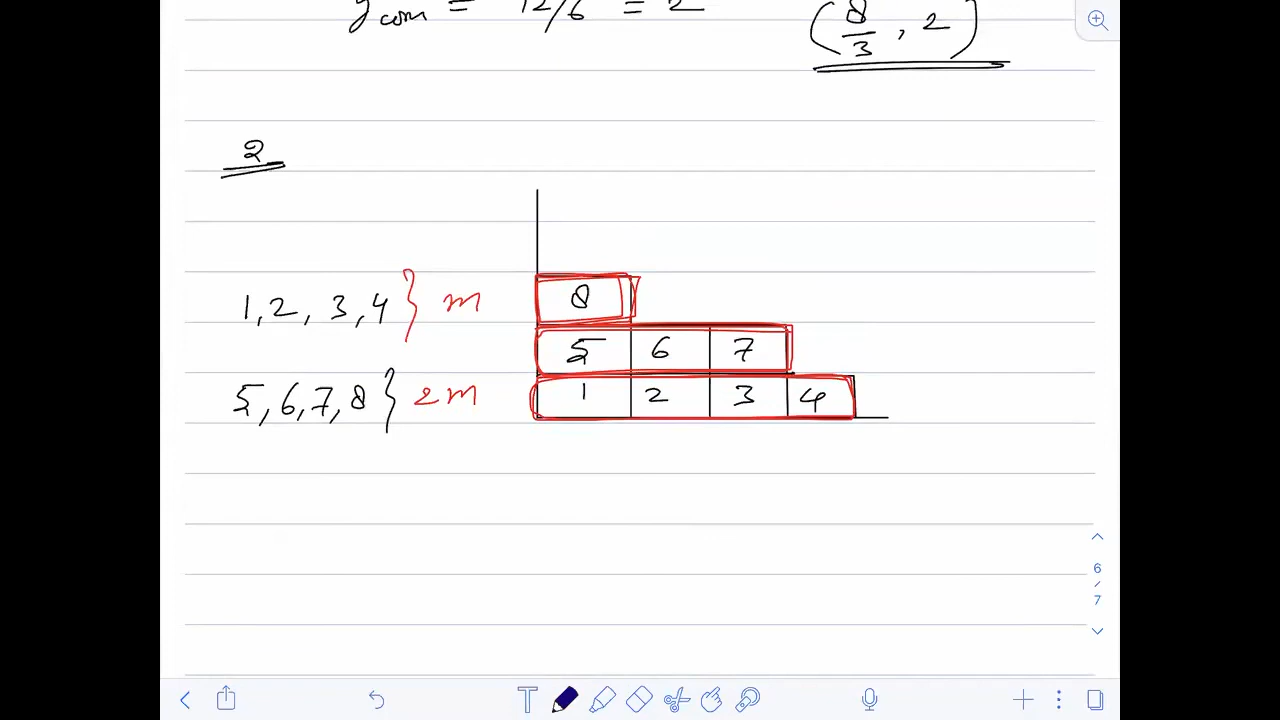 y com = 12/6 = 2
(8/3, 2)
2
1,2, 3,4 } m
5,6,7,8 } 2m
8
5 6 7
1 2 3 4
6
/
7
T